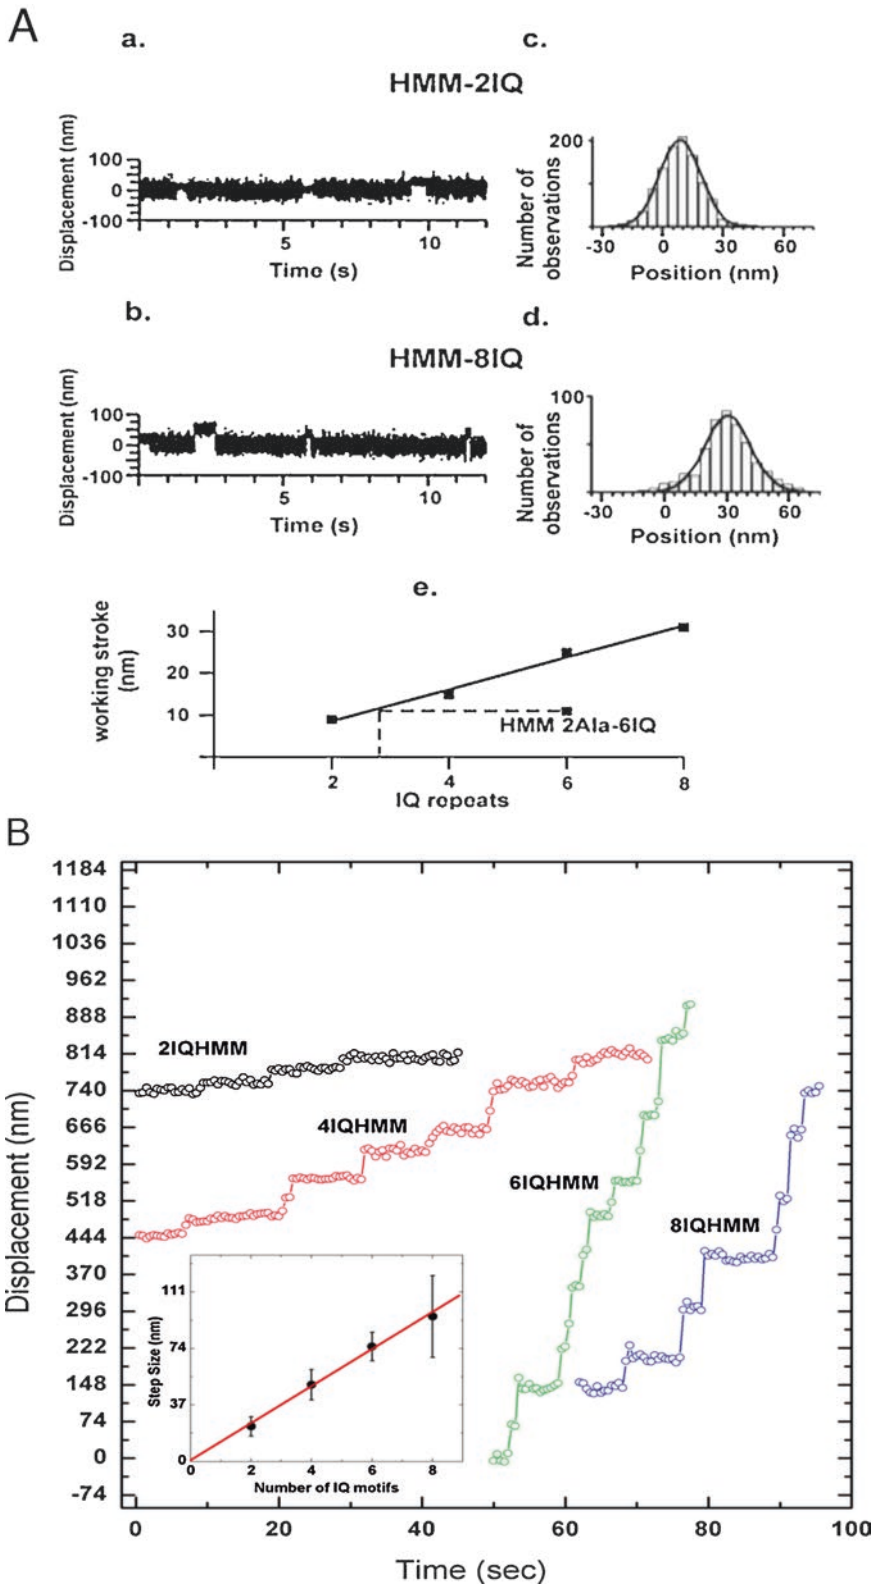 A
a.
c.
HMM-2IQ
Displacement (nm)
100
0
-100
5
10
Time (s)
Number of
observations
200
-30
0
30
60
Position (nm)
b.
d.
HMM-8IQ
Displacement (nm)
100
0
-100
5
10
Time (s)
Number of
observations
100
-30
0
30
60
Position (nm)
e.
working stroke
(nm)
30
20
10
HMM 2Ala-6IQ
2
4
6
8
IQ repeats
B
Displacement (nm)
1184
1110
1036
962
888
814
740
666
592
518
444
370
296
222
148
74
0
-74
2IQHMM
4IQHMM
6IQHMM
8IQHMM
Step Size (nm)
111
74
37
0
0
2
4
6
8
Number of IQ motifs
0
20
40
60
80
100
Time (sec)